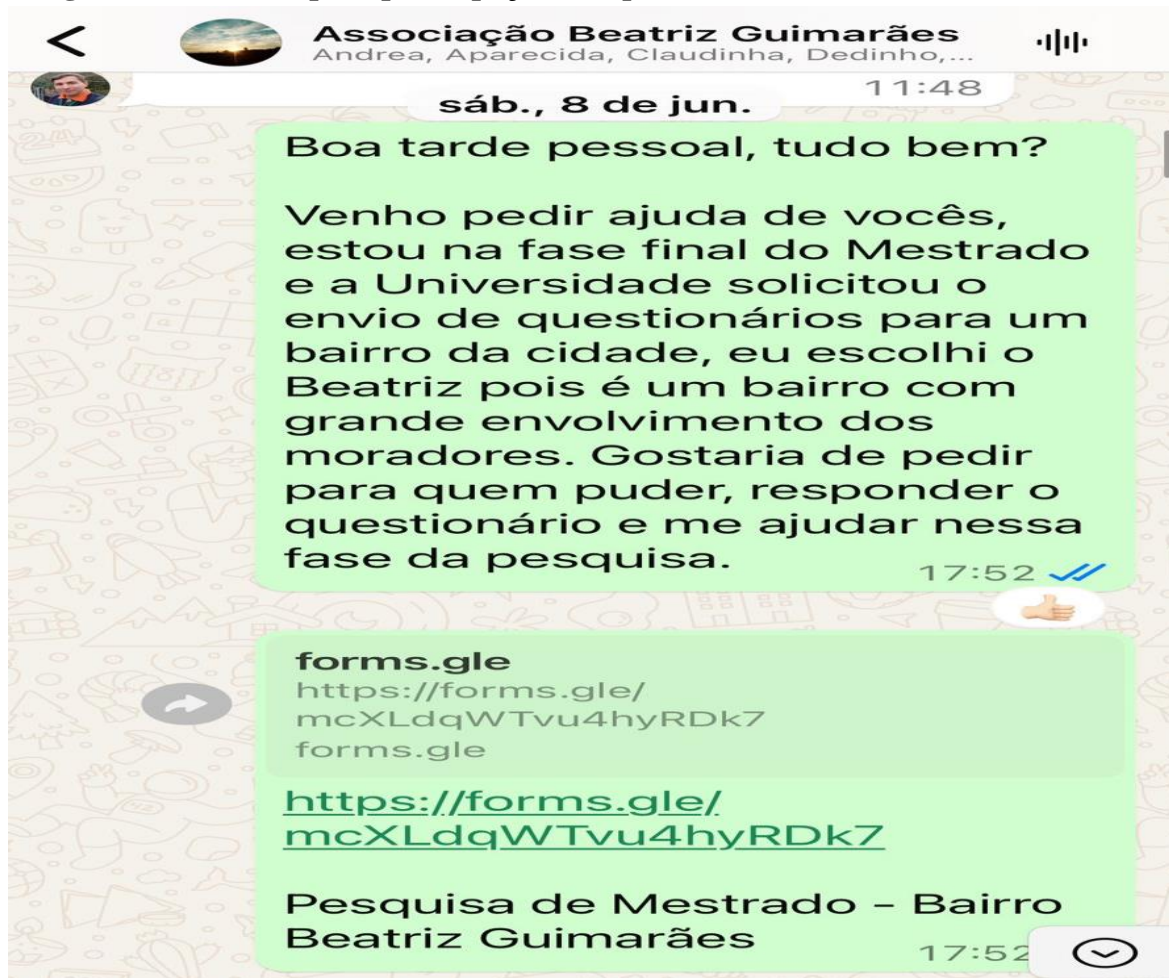 Associação Beatriz Guimarães
Andrea, Aparecida, Claudinha, Dedinho,...
11:48
sáb., 8 de jun.
Boa tarde pessoal, tudo bem?
Venho pedir ajuda de vocês,
estou na fase final do Mestrado
e a Universidade solicitou o
envio de questionários para um
bairro da cidade, eu escolhi o
Beatriz pois é um bairro com
grande envolvimento dos
moradores. Gostaria de pedir
para quem puder, responder o
questionário e me ajudar nessa
fase da pesquisa.
17:52
forms.gle
https://forms.gle/
mcXLdqWTvu4hyRDk7
forms.gle
https://forms.gle/
mcXLdqWTvu4hyRDk7
Pesquisa de Mestrado – Bairro
Beatriz Guimarães
17:52